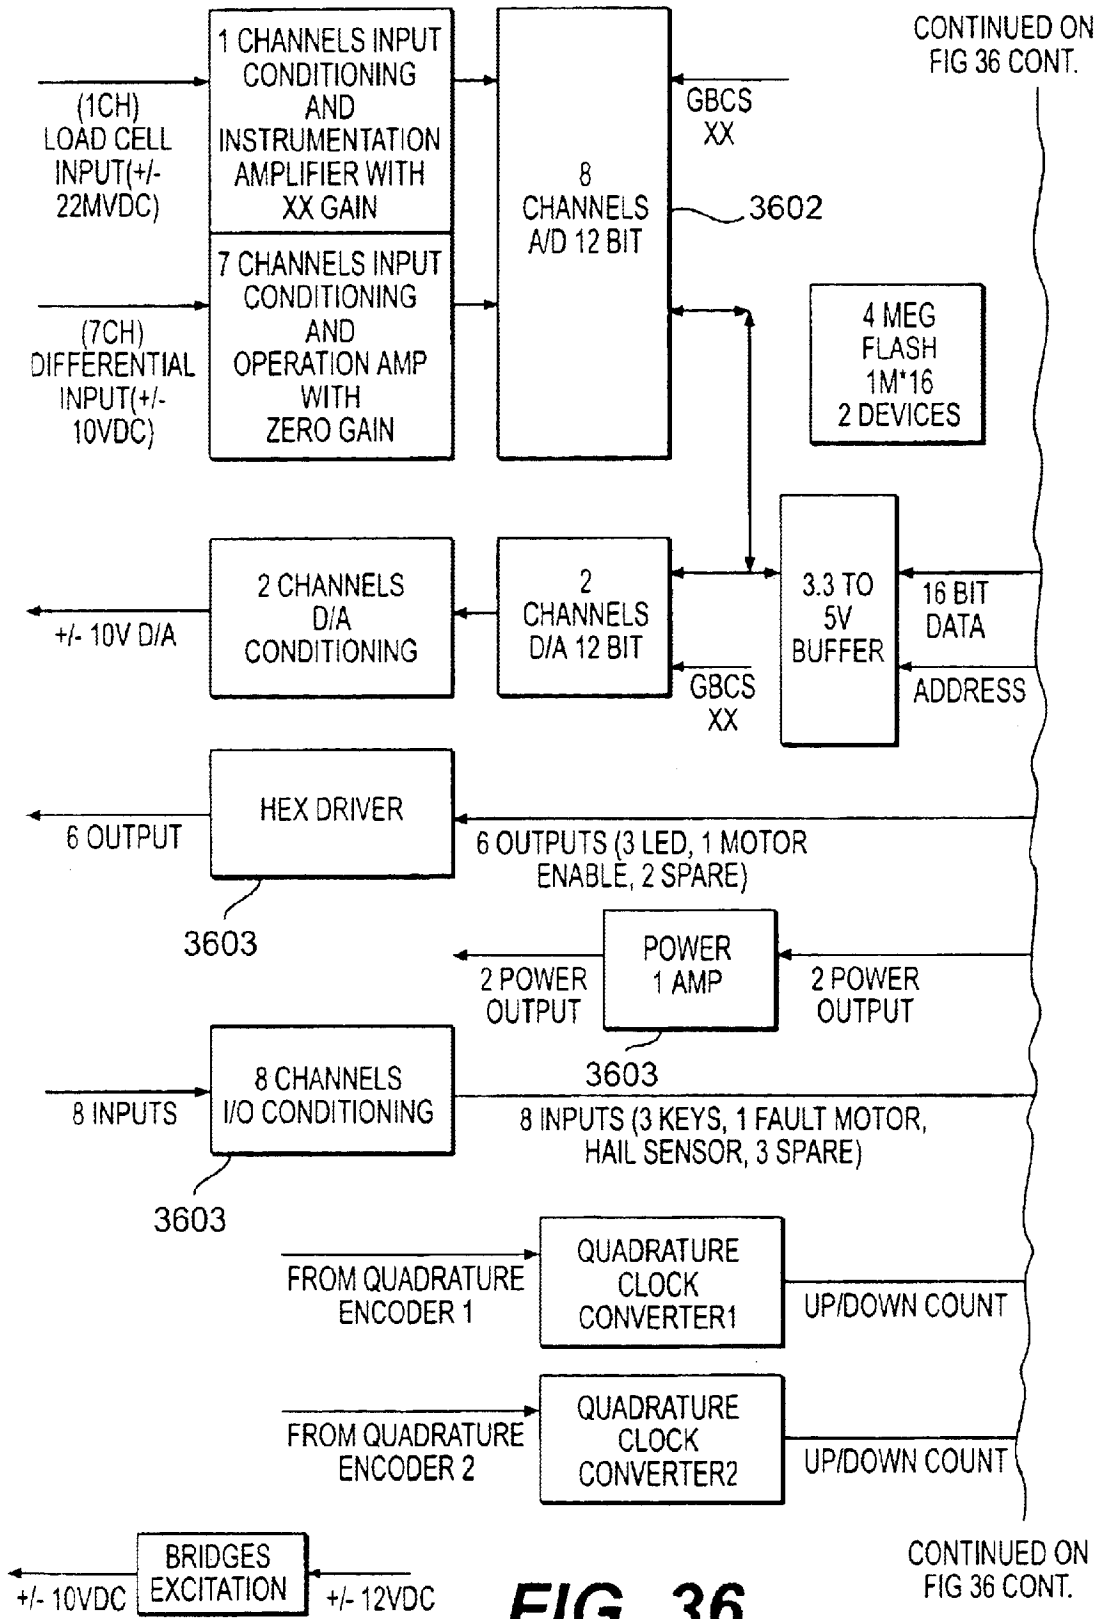 CONTINUED ON
FIG 36 CONT.
1 CHANNELS INPUT
CONDITIONING
AND
INSTRUMENTATION
AMPLIFIER WITH
XX GAIN
(1CH)
LOAD CELL
INPUT(+/-
22MVDC)
8
CHANNELS
A/D 12 BIT
GBCS
XX
3602
7 CHANNELS INPUT
CONDITIONING
AND
OPERATION AMP
WITH
ZERO GAIN
(7CH)
DIFFERENTIAL
INPUT(+/-
10VDC)
4 MEG
FLASH
1M*16
2 DEVICES
2 CHANNELS
D/A
CONDITIONING
+/- 10V D/A
2
CHANNELS
D/A 12 BIT
GBCS
XX
3.3 TO
5V
BUFFER
16 BIT
DATA
ADDRESS
HEX DRIVER
6 OUTPUT
6 OUTPUTS (3 LED, 1 MOTOR
ENABLE, 2 SPARE)
3603
POWER
1 AMP
2 POWER
OUTPUT
2 POWER
OUTPUT
3603
8 CHANNELS
I/O CONDITIONING
8 INPUTS
8 INPUTS (3 KEYS, 1 FAULT MOTOR,
HAIL SENSOR, 3 SPARE)
3603
FROM QUADRATURE
ENCODER 1
QUADRATURE
CLOCK
CONVERTER1
UP/DOWN COUNT
FROM QUADRATURE
ENCODER 2
QUADRATURE
CLOCK
CONVERTER2
UP/DOWN COUNT
BRIDGES
EXCITATION
+/- 10VDC
+/- 12VDC
CONTINUED ON
FIG 36 CONT.
FIG. 36